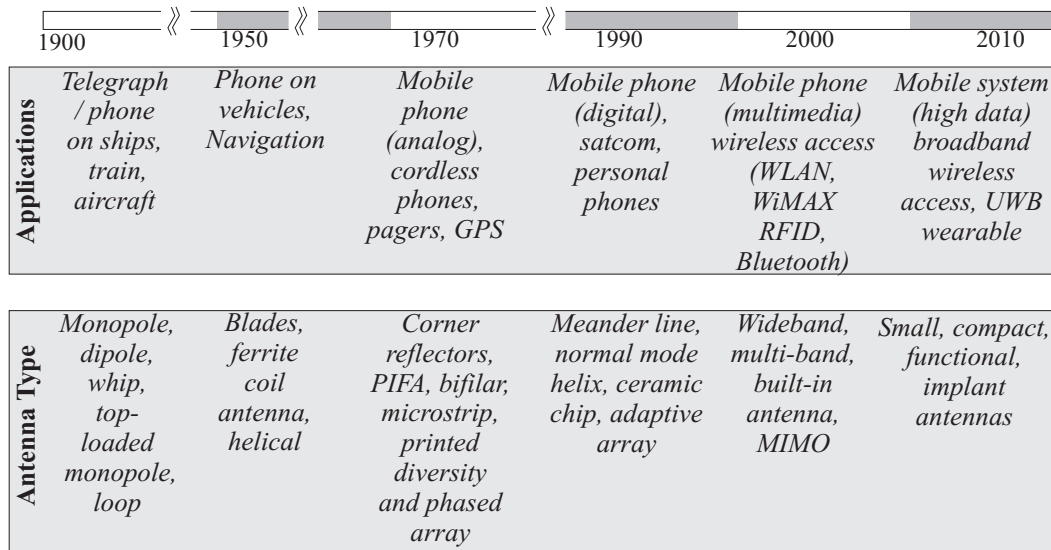 1900
1950
1970
1990
2000
2010
Applications
Telegraph
/ phone
on ships,
train,
aircraft
Phone on
vehicles,
Navigation
Mobile
phone
(analog),
cordless
phones,
pagers, GPS
Mobile phone
(digital),
satcom,
personal
phones
Mobile phone
(multimedia)
wireless access
(WLAN,
WiMAX
RFID,
Bluetooth)
Mobile system
(high data)
broadband
wireless
access, UWB
wearable
Antenna Type
Monopole,
dipole,
whip,
top-
loaded
monopole,
loop
Blades,
ferrite
coil
antenna,
helical
Corner
reflectors,
PIFA, bifilar,
microstrip,
printed
diversity
and phased
array
Meander line,
normal mode
helix, ceramic
chip, adaptive
array
Wideband,
multi-band,
built-in
antenna,
MIMO
Small, compact,
functional,
implant
antennas